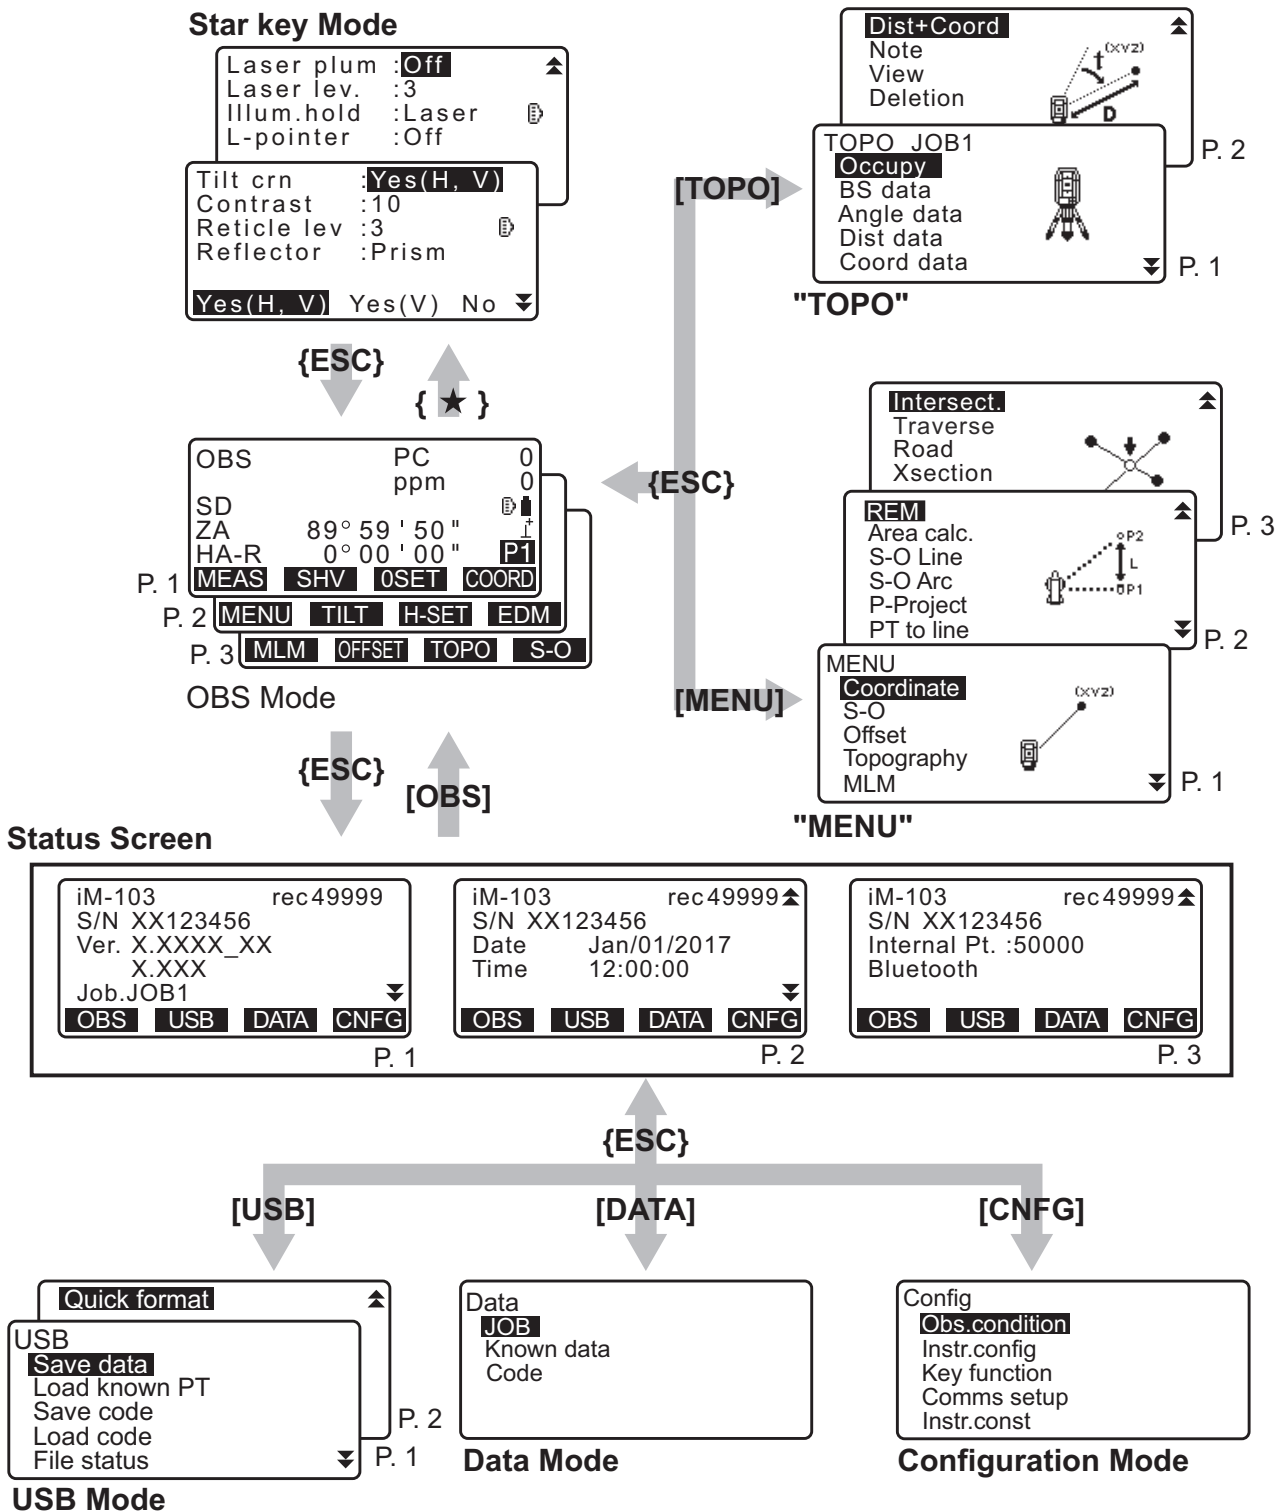 Star key Mode
Laser plum :Off
Laser lev. :3
Illum.hold :Laser
L-pointer :Off
Tilt crn :Yes(H, V)
Contrast :10
Reticle lev :3
Reflector :Prism
Yes(H, V) Yes(V) No
{ESC}
{ ★ }
OBS PC 0
ppm 0
SD
ZA 89° 59 ' 50 "
HA-R 0° 00 ' 00 " P1
P. 1 MEAS SHV 0SET COORD
P. 2 MENU TILT H-SET EDM
P. 3 MLM OFFSET TOPO S-O
OBS Mode
{ESC}
[TOPO]
Dist+Coord
Note
View
Deletion
(XYZ)
t
D
P. 2
TOPO JOB1
Occupy
BS data
Angle data
Dist data
Coord data
P. 1
"TOPO"
[MENU]
Intersect.
Traverse
Road
Xsection
P. 3
REM
Area calc.
S-O Line
S-O Arc
P-Project
PT to line
P2
L
P1
P. 2
MENU
Coordinate
S-O
Offset
Topography
MLM
(XYZ)
P. 1
"MENU"
{ESC}
[OBS]
Status Screen
iM-103 rec49999
S/N XX123456
Ver. X.XXXX_XX
X.XXX
Job.JOB1
OBS USB DATA CNFG
P. 1
iM-103 rec49999
S/N XX123456
Date Jan/01/2017
Time 12:00:00
OBS USB DATA CNFG
P. 2
iM-103 rec49999
S/N XX123456
Internal Pt. :50000
Bluetooth
OBS USB DATA CNFG
P. 3
{ESC}
[USB]
[DATA]
[CNFG]
Quick format
P. 2
USB
Save data
Load known PT
Save code
Load code
File status
P. 1
USB Mode
Data
JOB
Known data
Code
Data Mode
Config
Obs.condition
Instr.config
Key function
Comms setup
Instr.const
Configuration Mode